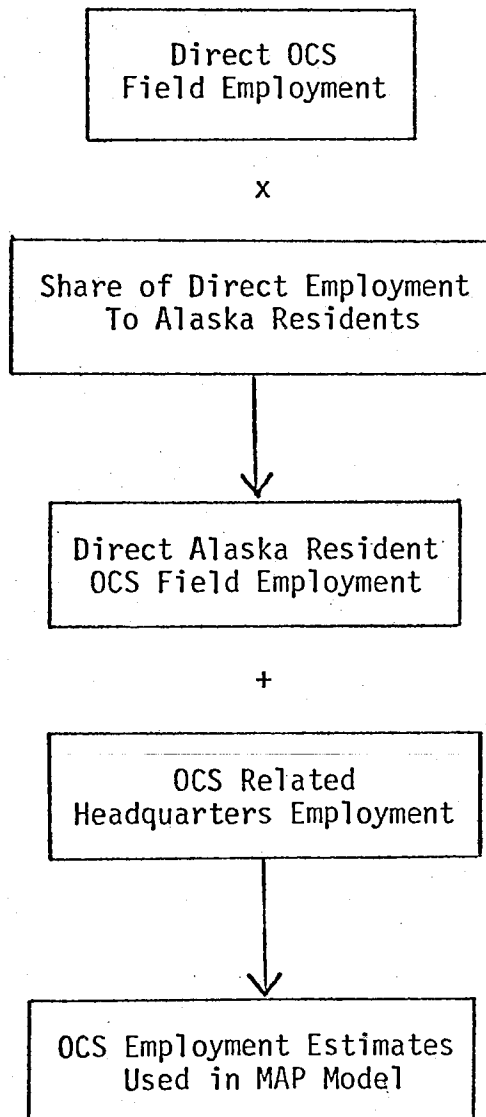 Direct OCS
Field Employment
x
Share of Direct Employment
To Alaska Residents
Direct Alaska Resident
OCS Field Employment
+
OCS Related
Headquarters Employment
OCS Employment Estimates
Used in MAP Model